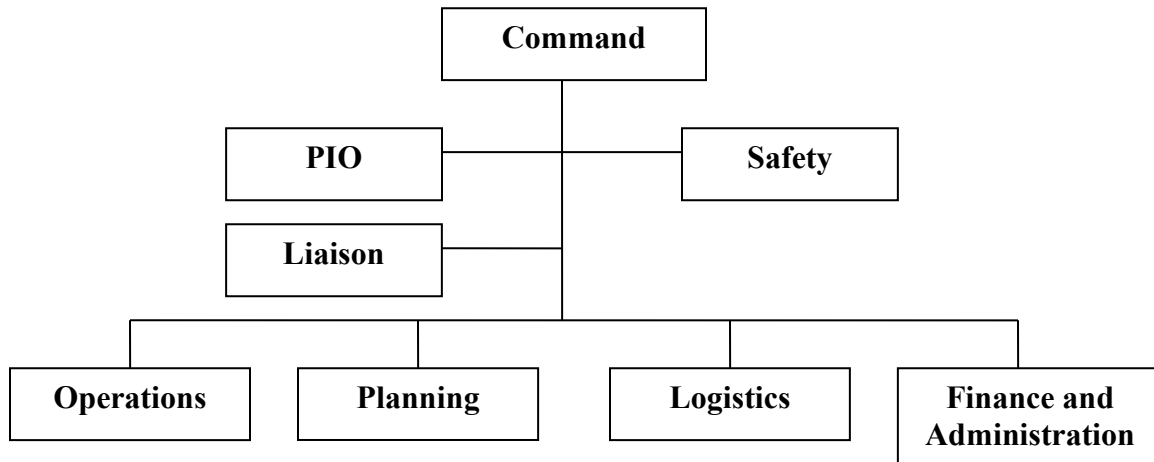 Command
PIO
Safety
Liaison
Operations
Planning
Logistics
Finance and
Administration